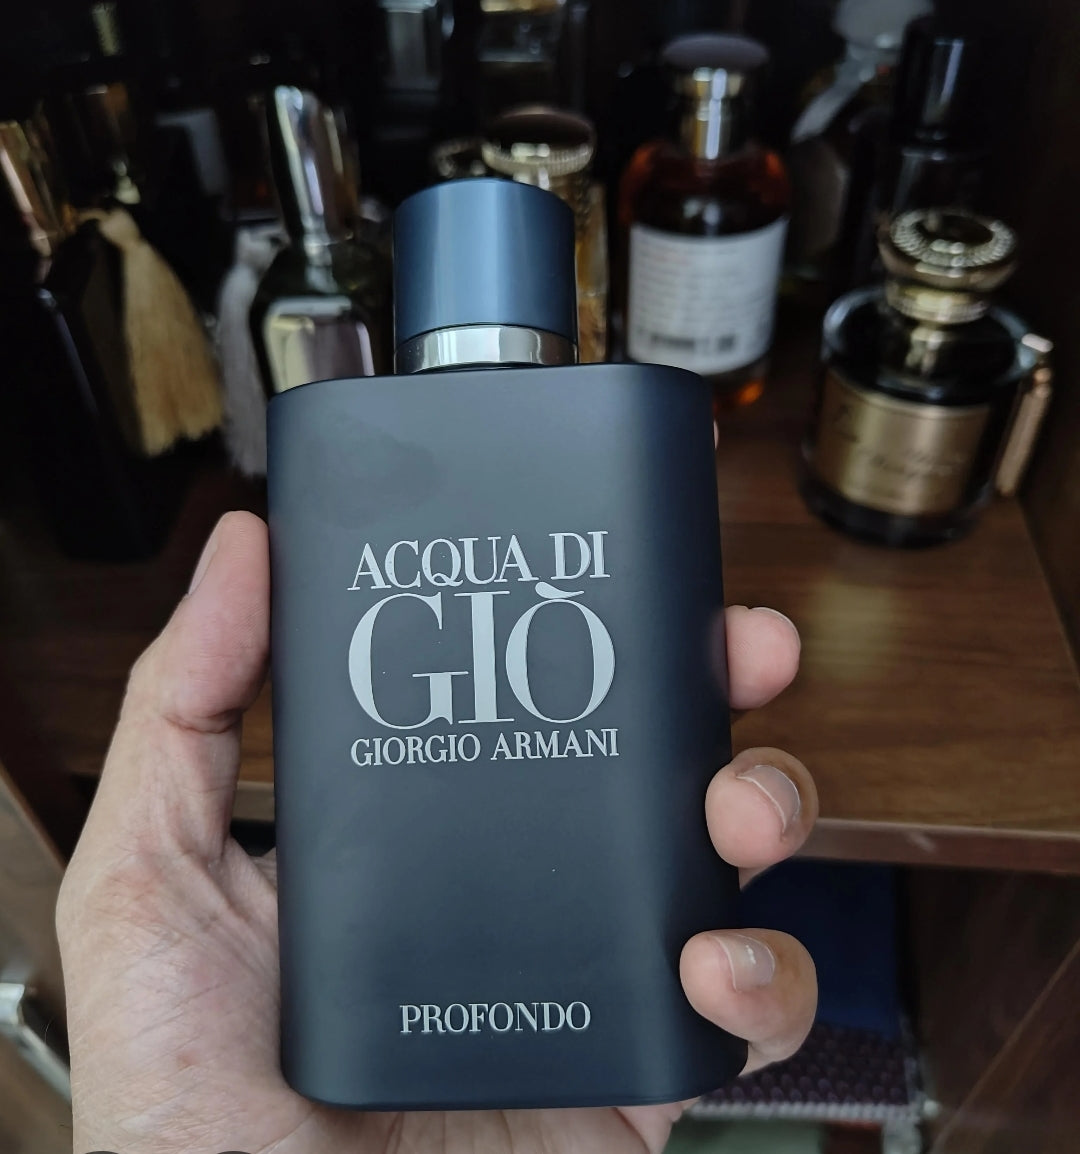 ACQUA DI
GIÒ
GIORGIO ARMANI
PROFONDO